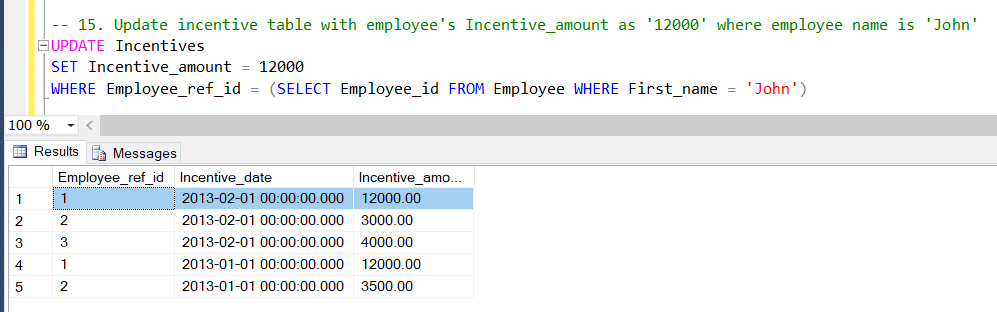 -- 15. Update incentive table with employee's Incentive_amount as '12000' where employee name is 'John'
UPDATE Incentives
SET Incentive_amount = 12000
WHERE Employee_ref_id = (SELECT Employee_id FROM Employee WHERE First_name = 'John')
100 %
Results Messages
Employee_ref_id Incentive_date Incentive_amo...
1 1 2013-02-01 00:00:00.000 12000.00
2 2 2013-02-01 00:00:00.000 3000.00
3 3 2013-02-01 00:00:00.000 4000.00
4 1 2013-01-01 00:00:00.000 12000.00
5 2 2013-01-01 00:00:00.000 3500.00